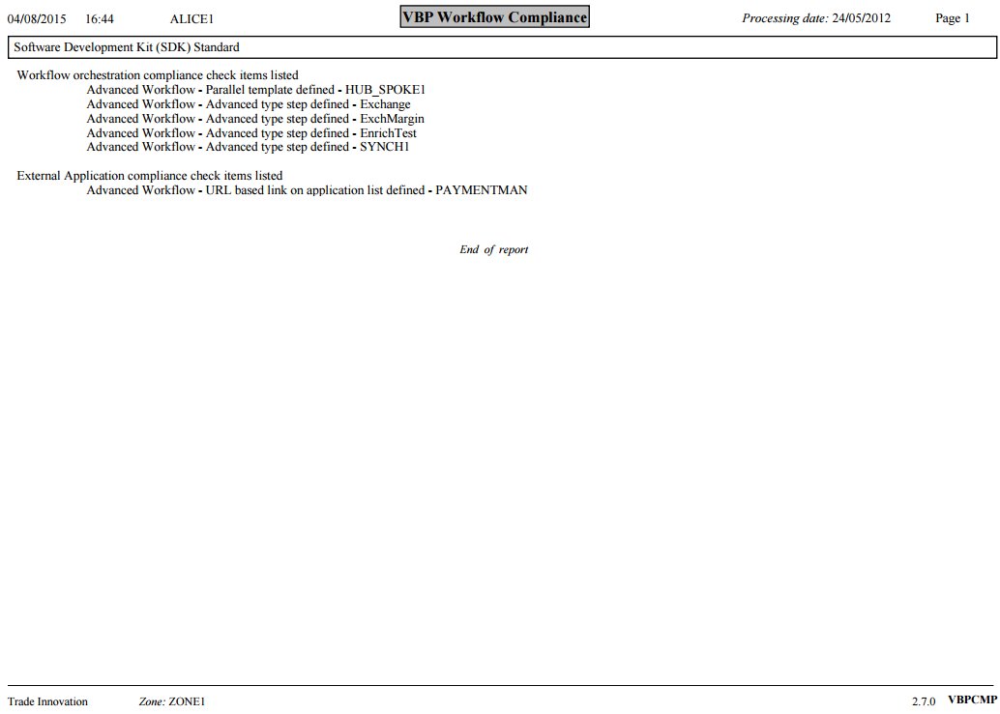 04/08/2015 16:44 ALICE1 VBP Workflow Compliance Processing date: 24/05/2012 Page 1
Software Development Kit (SDK) Standard
Workflow orchestration compliance check items listed
Advanced Workflow - Parallel template defined - HUB_SPOKE1
Advanced Workflow - Advanced type step defined - Exchange
Advanced Workflow - Advanced type step defined - ExchMargin
Advanced Workflow - Advanced type step defined - EnrichTest
Advanced Workflow - Advanced type step defined - SYNCH1
External Application compliance check items listed
Advanced Workflow - URL based link on application list defined - PAYMENTMAN
End of report
Trade Innovation Zone: ZONE1 2.7.0 VBPCMP